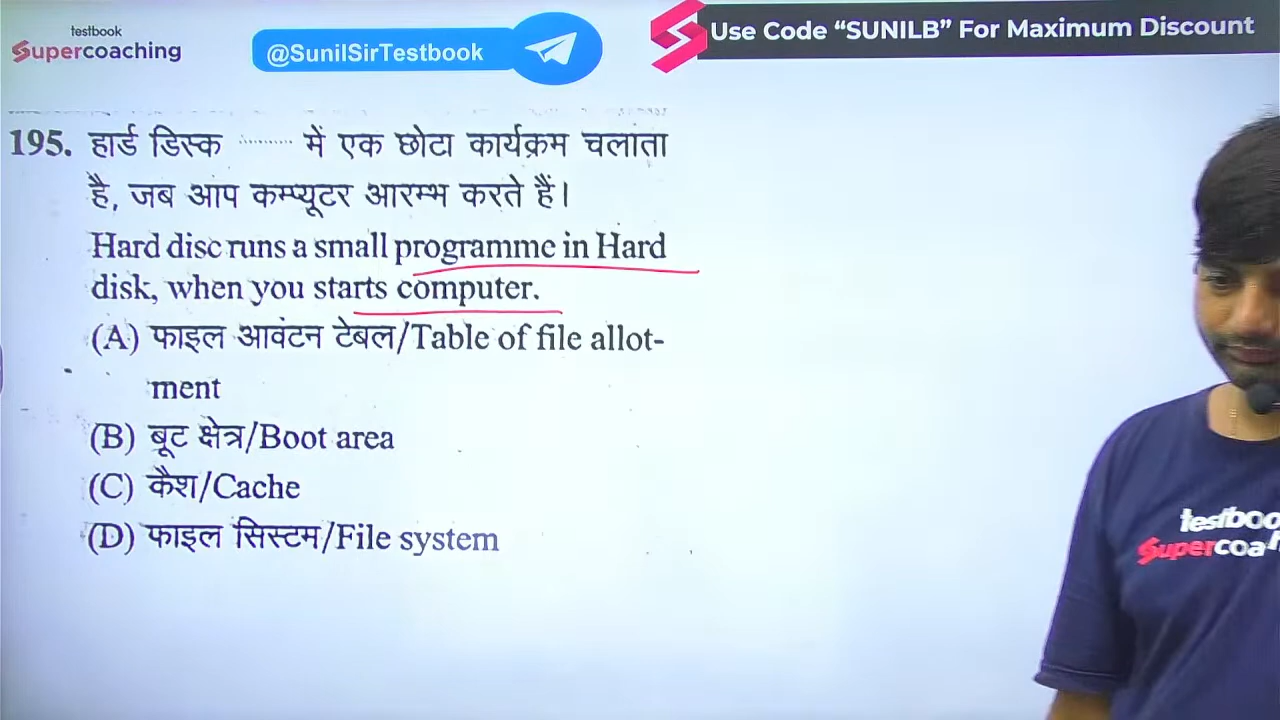 testbook
Supercoaching
@SunilSirTestbook
Use Code “SUNILB” For Maximum Discount
195. हार्ड डिस्क ......... में एक छोटा कार्यक्रम चलाता
है, जब आप कम्प्यूटर आरम्भ करते हैं।
Hard disc runs a small programme in Hard
disk, when you starts computer.
(A) फाइल आवंटन टेबल/Table of file allot-
ment
(B) बूट क्षेत्र/Boot area
(C) कैश/Cache
(D) फाइल सिस्टम/File system
testboo
Supercoa